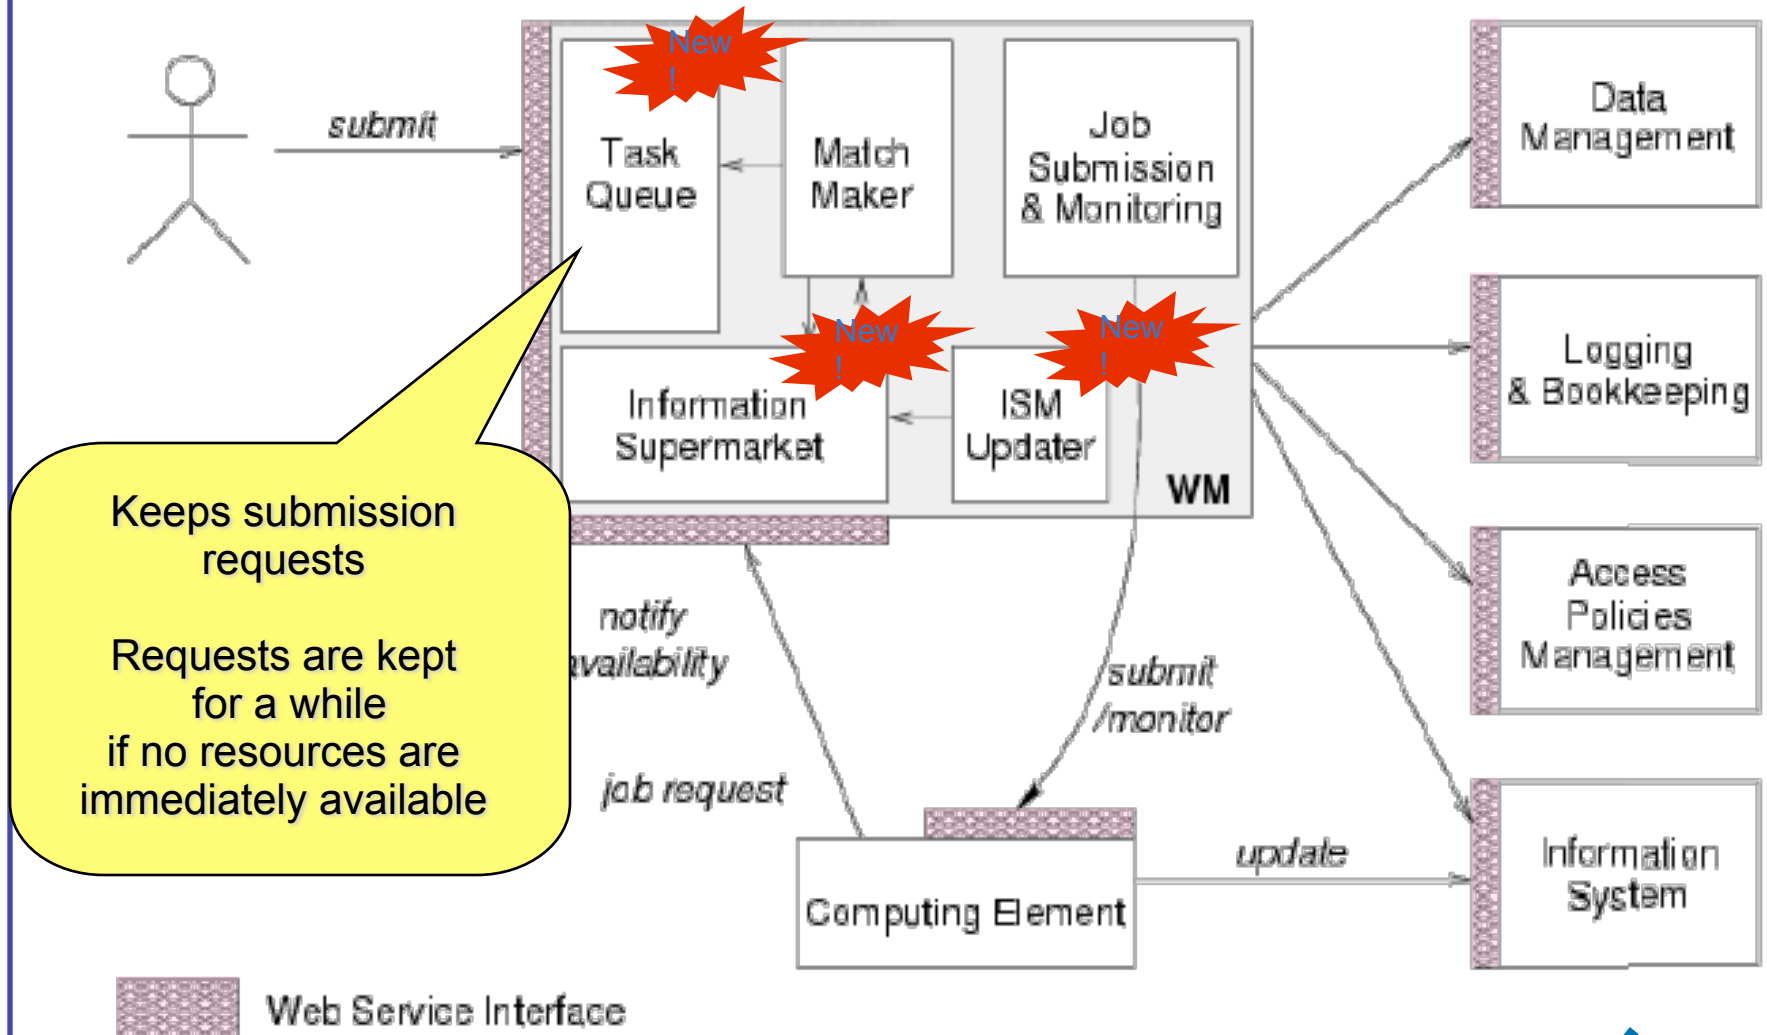 submit
New
!
Task
Queue
Match
Maker
Job
Submission
& Monitoring
Data
Management
New
!
New
!
Information
Supermarket
ISM
Updater
WM
Logging
& Bookkeeping
Keeps submission
requests
Requests are kept
for a while
if no resources are
immediately available
notify
availability
job request
submit
/monitor
Access
Policies
Management
Computing Element
update
Information
System
Web Service Interface